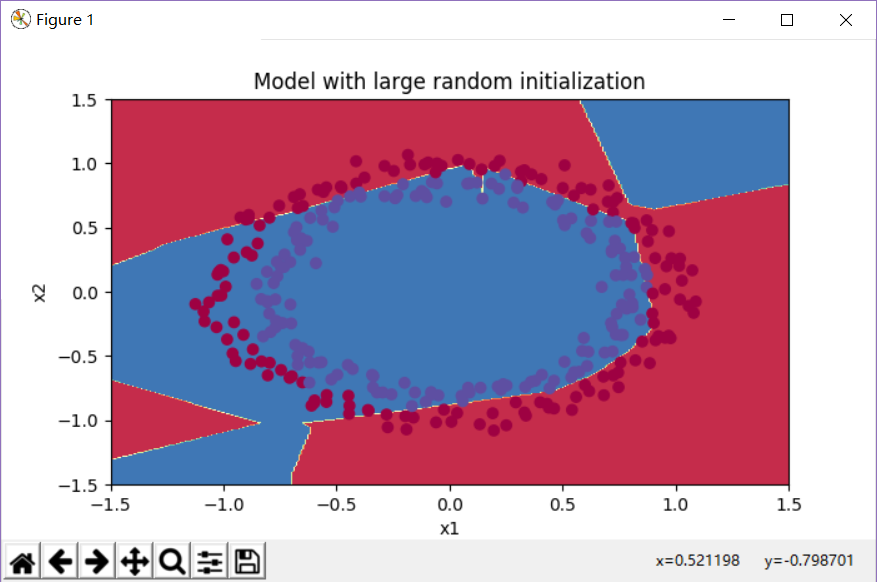 Figure 1
Model with large random initialization
1.5
1.0
0.5
0.0
−0.5
−1.0
−1.5
x2
−1.5 −1.0 −0.5 0.0 0.5 1.0 1.5
x1
x=0.521198 y=-0.798701